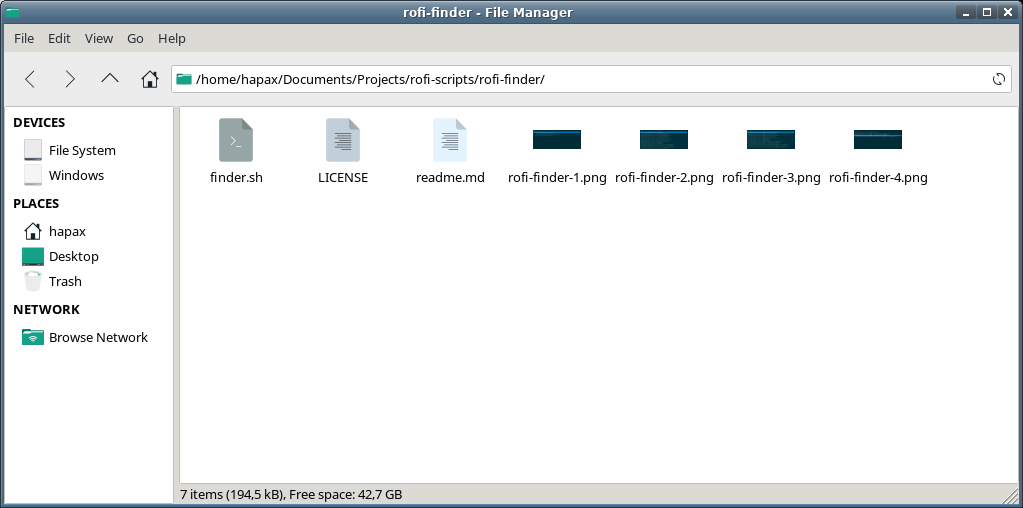 rofi-finder - File Manager
File Edit View Go Help
/home/hapax/Documents/Projects/rofi-scripts/rofi-finder/
DEVICES
File System
Windows
PLACES
hapax
Desktop
Trash
NETWORK
Browse Network
finder.sh LICENSE readme.md rofi-finder-1.png rofi-finder-2.png rofi-finder-3.png rofi-finder-4.png
7 items (194,5 kB), Free space: 42,7 GB